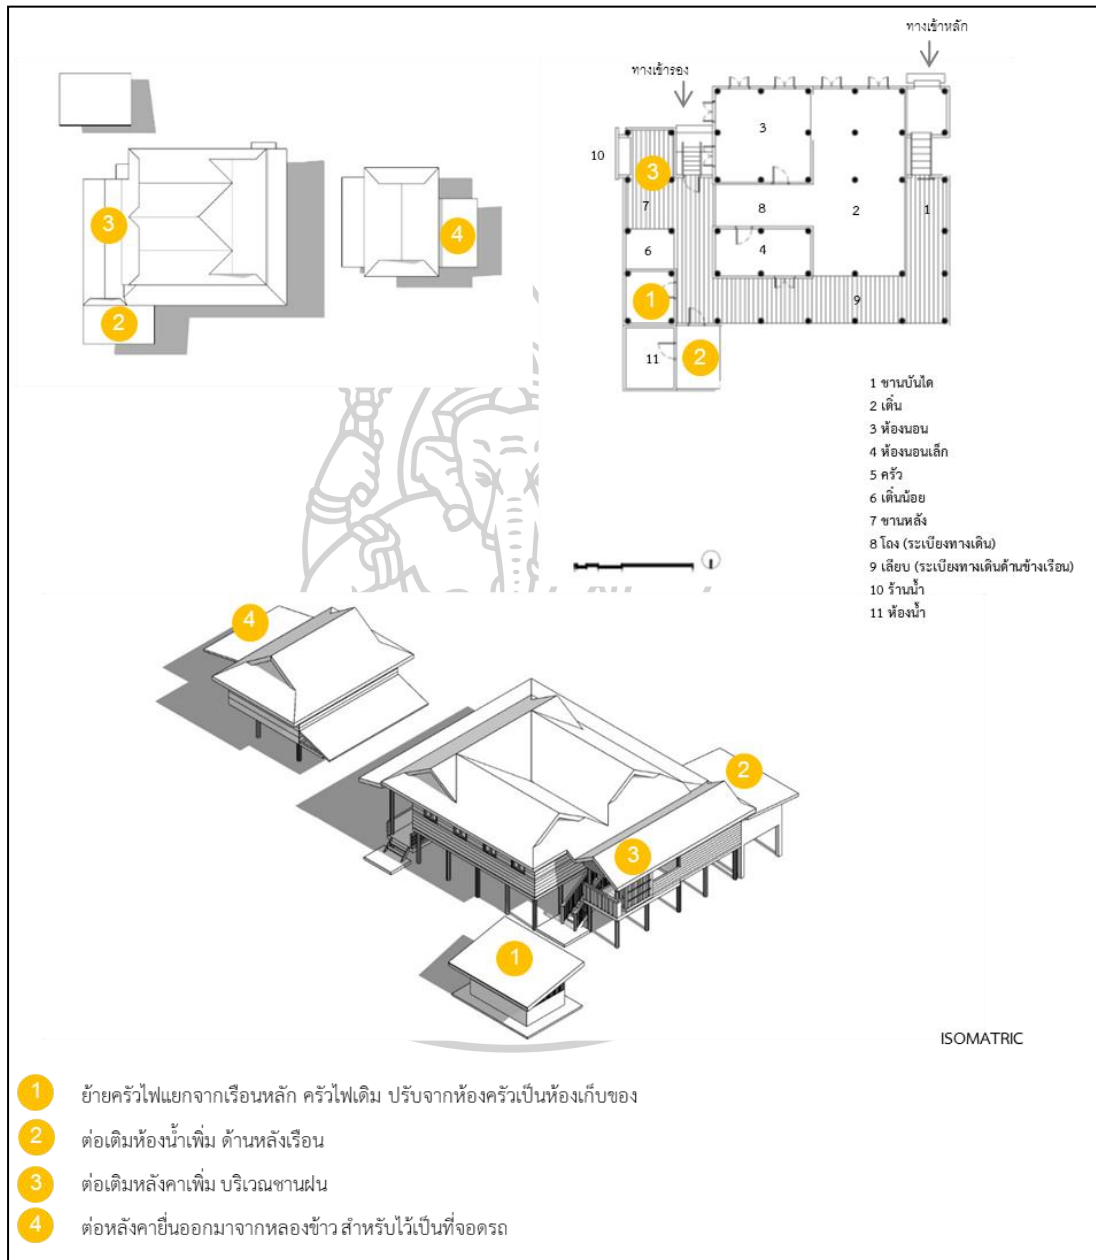 ทางเข้าหลัก
ทางเข้ารอง
3
10
3
7
8
2
1
6
4
1
9
11
2
3
4
2
1 ชานบันได
2 เติ๋น
3 ห้องนอน
4 ห้องนอนเล็ก
5 ครัว
6 เติ๋นน้อย
7 ชานหลัง
8 โถง (ระเบียงทางเดิน)
9 เลียบ (ระเบียงทางเดินด้านข้างเรือน)
10 ร้านน้ำ
11 ห้องน้ำ
4
2
3
1
ISOMATRIC
1 ย้ายครัวไฟแยกจากเรือนหลัก ครัวไฟเดิม ปรับจากห้องครัวเป็นห้องเก็บของ
2 ต่อเติมห้องน้ำเพิ่ม ด้านหลังเรือน
3 ต่อเติมหลังคาเพิ่ม บริเวณชานฝน
4 ต่อหลังคายื่นออกมาจากหลองข้าว สำหรับไว้เป็นที่จอดรถ